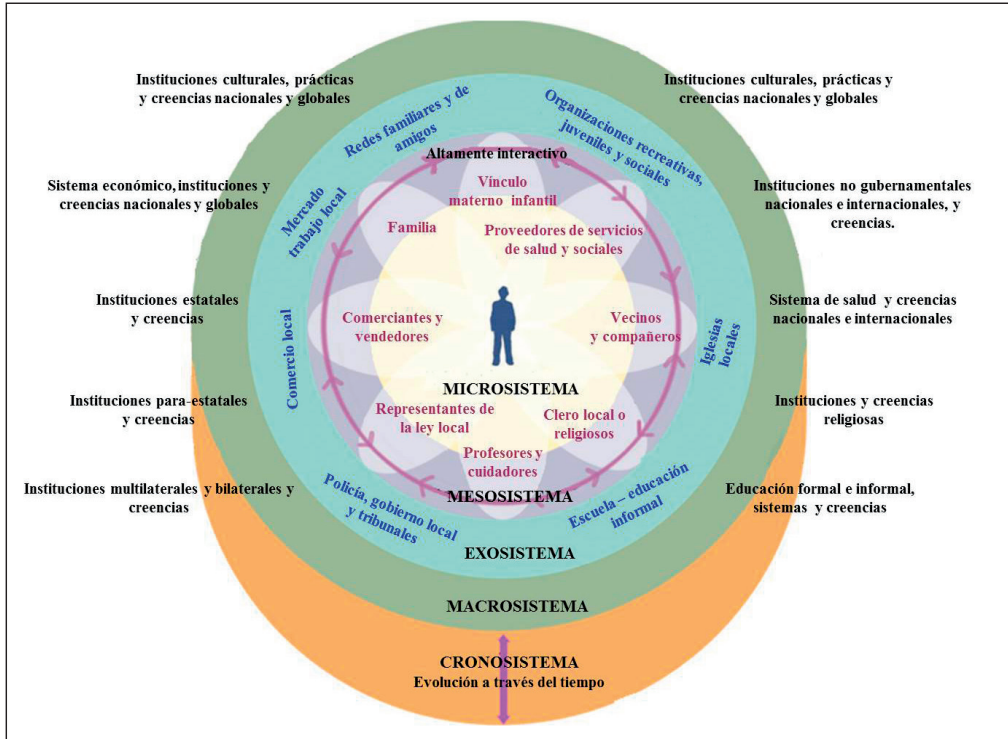 Instituciones culturales, prácticas
y creencias nacionales y globales
Instituciones culturales, prácticas y
creencias nacionales y globales
Redes familiares y de
amigos
Organizaciones recreativas,
juveniles y sociales
Altamente interactivo
Vínculo
materno infantil
Sistema económico, instituciones y
creencias nacionales y globales
Mercado
trabajo local
Familia
Proveedores de servicios
de salud y sociales
Instituciones no gubernamentales
nacionales e internacionales, y
creencias.
Instituciones estatales
y creencias
Comercio local
Comerciantes y
vendedores
Vecinos
y compañeros
Iglesias
locales
Sistema de salud y creencias
nacionales e internacionales
MICROSISTEMA
Instituciones para-estatales
y creencias
Representantes de
la ley local
Clero local o
religiosos
Instituciones y creencias
religiosas
Profesores y
cuidadores
Instituciones multilaterales y bilaterales y
creencias
Policía, gobierno local
y tribunales
MESOSISTEMA
Escuela – educación
informal
Educación formal e informal,
sistemas y creencias
EXOSISTEMA
MACROSISTEMA
CRONOSISTEMA
Evolución a través del tiempo